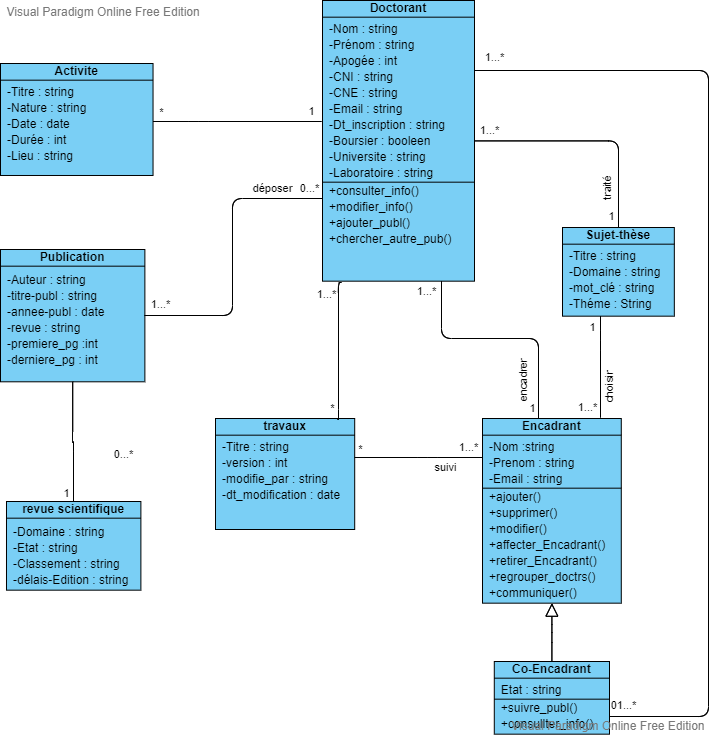 Visual Paradigm Online Free Edition
Doctorant
-Nom : string
-Prénom : string
-Apogée : int
-CNI : string
-CNE : string
-Email : string
-Dt_inscription : string
-Boursier : booleen
-Universite : string
-Laboratoire : string
+consulter_info()
+modifier_info()
+ajouter_publ()
+chercher_autre_pub()
Activite
-Titre : string
-Nature : string
-Date : date
-Durée : int
-Lieu : string
*
1
1...*
1...*
traité
1
déposer
0...*
Sujet-thèse
-Titre : string
-Domaine : string
-mot_clé : string
-Théme : String
Publication
-Auteur : string
-titre-publ : string
-annee-publ : date
-revue : string
-premiere_pg :int
-derniere_pg : int
1...*
1...*
1...*
1
encadrer
choisir
*
1
1...*
travaux
-Titre : string
-version : int
-modifie_par : string
-dt_modification : date
*
1...*
suivi
Encadrant
-Nom :string
-Prenom : string
-Email : string
+ajouter()
+supprimer()
+modifier()
+affecter_Encadrant()
+retirer_Encadrant()
+regrouper_doctrs()
+communiquer()
0...*
1
revue scientifique
-Domaine : string
-Etat : string
-Classement : string
-délais-Edition : string
Co-Encadrant
Etat : string
+suivre_publ()
+consullter_info()
01...*
Visual Paradigm Online Free Edition